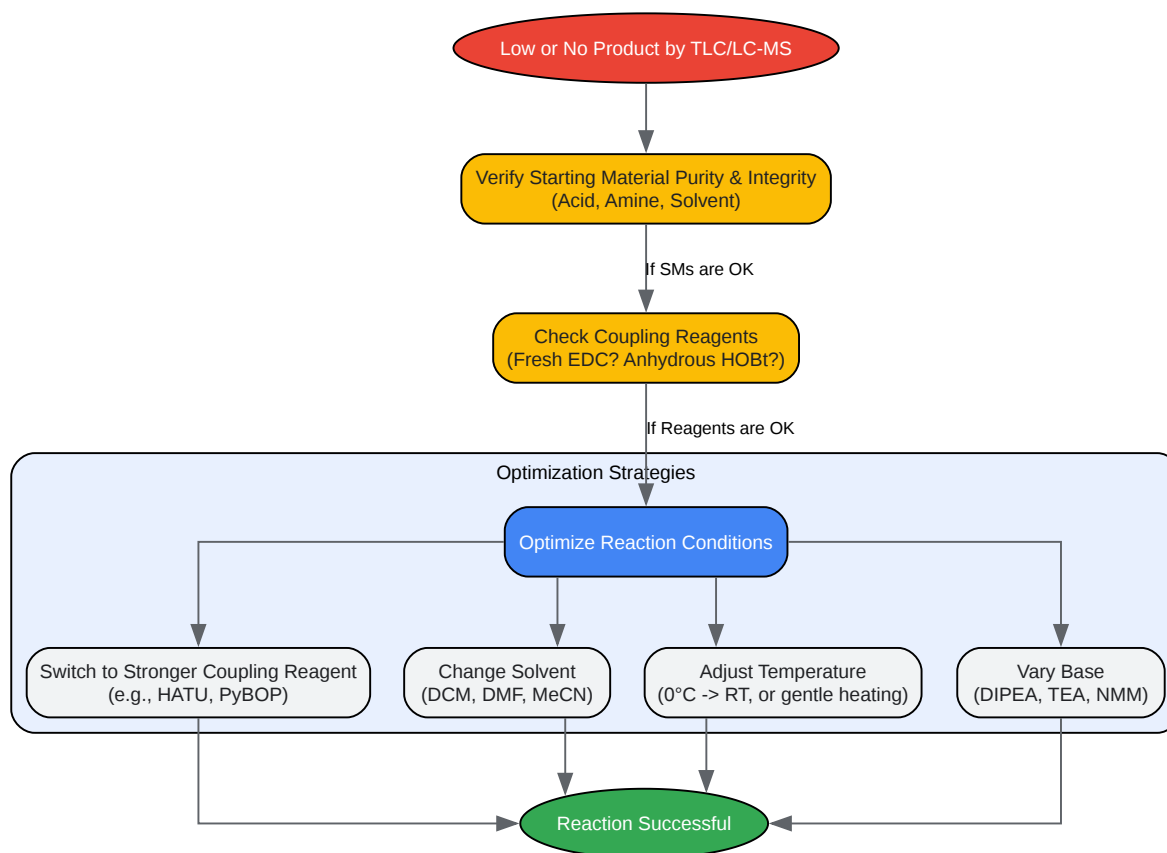 Low or No Product by TLC/LC-MS
Verify Starting Material Purity & Integrity
(Acid, Amine, Solvent)
If SMs are OK
Check Coupling Reagents
(Fresh EDC? Anhydrous HOBt?)
If Reagents are OK
Optimization Strategies
Optimize Reaction Conditions
Switch to Stronger Coupling Reagent
(e.g., HATU, PyBOP)
Change Solvent
(DCM, DMF, MeCN)
Adjust Temperature
(0°C -> RT, or gentle heating)
Vary Base
(DIPEA, TEA, NMM)
Reaction Successful